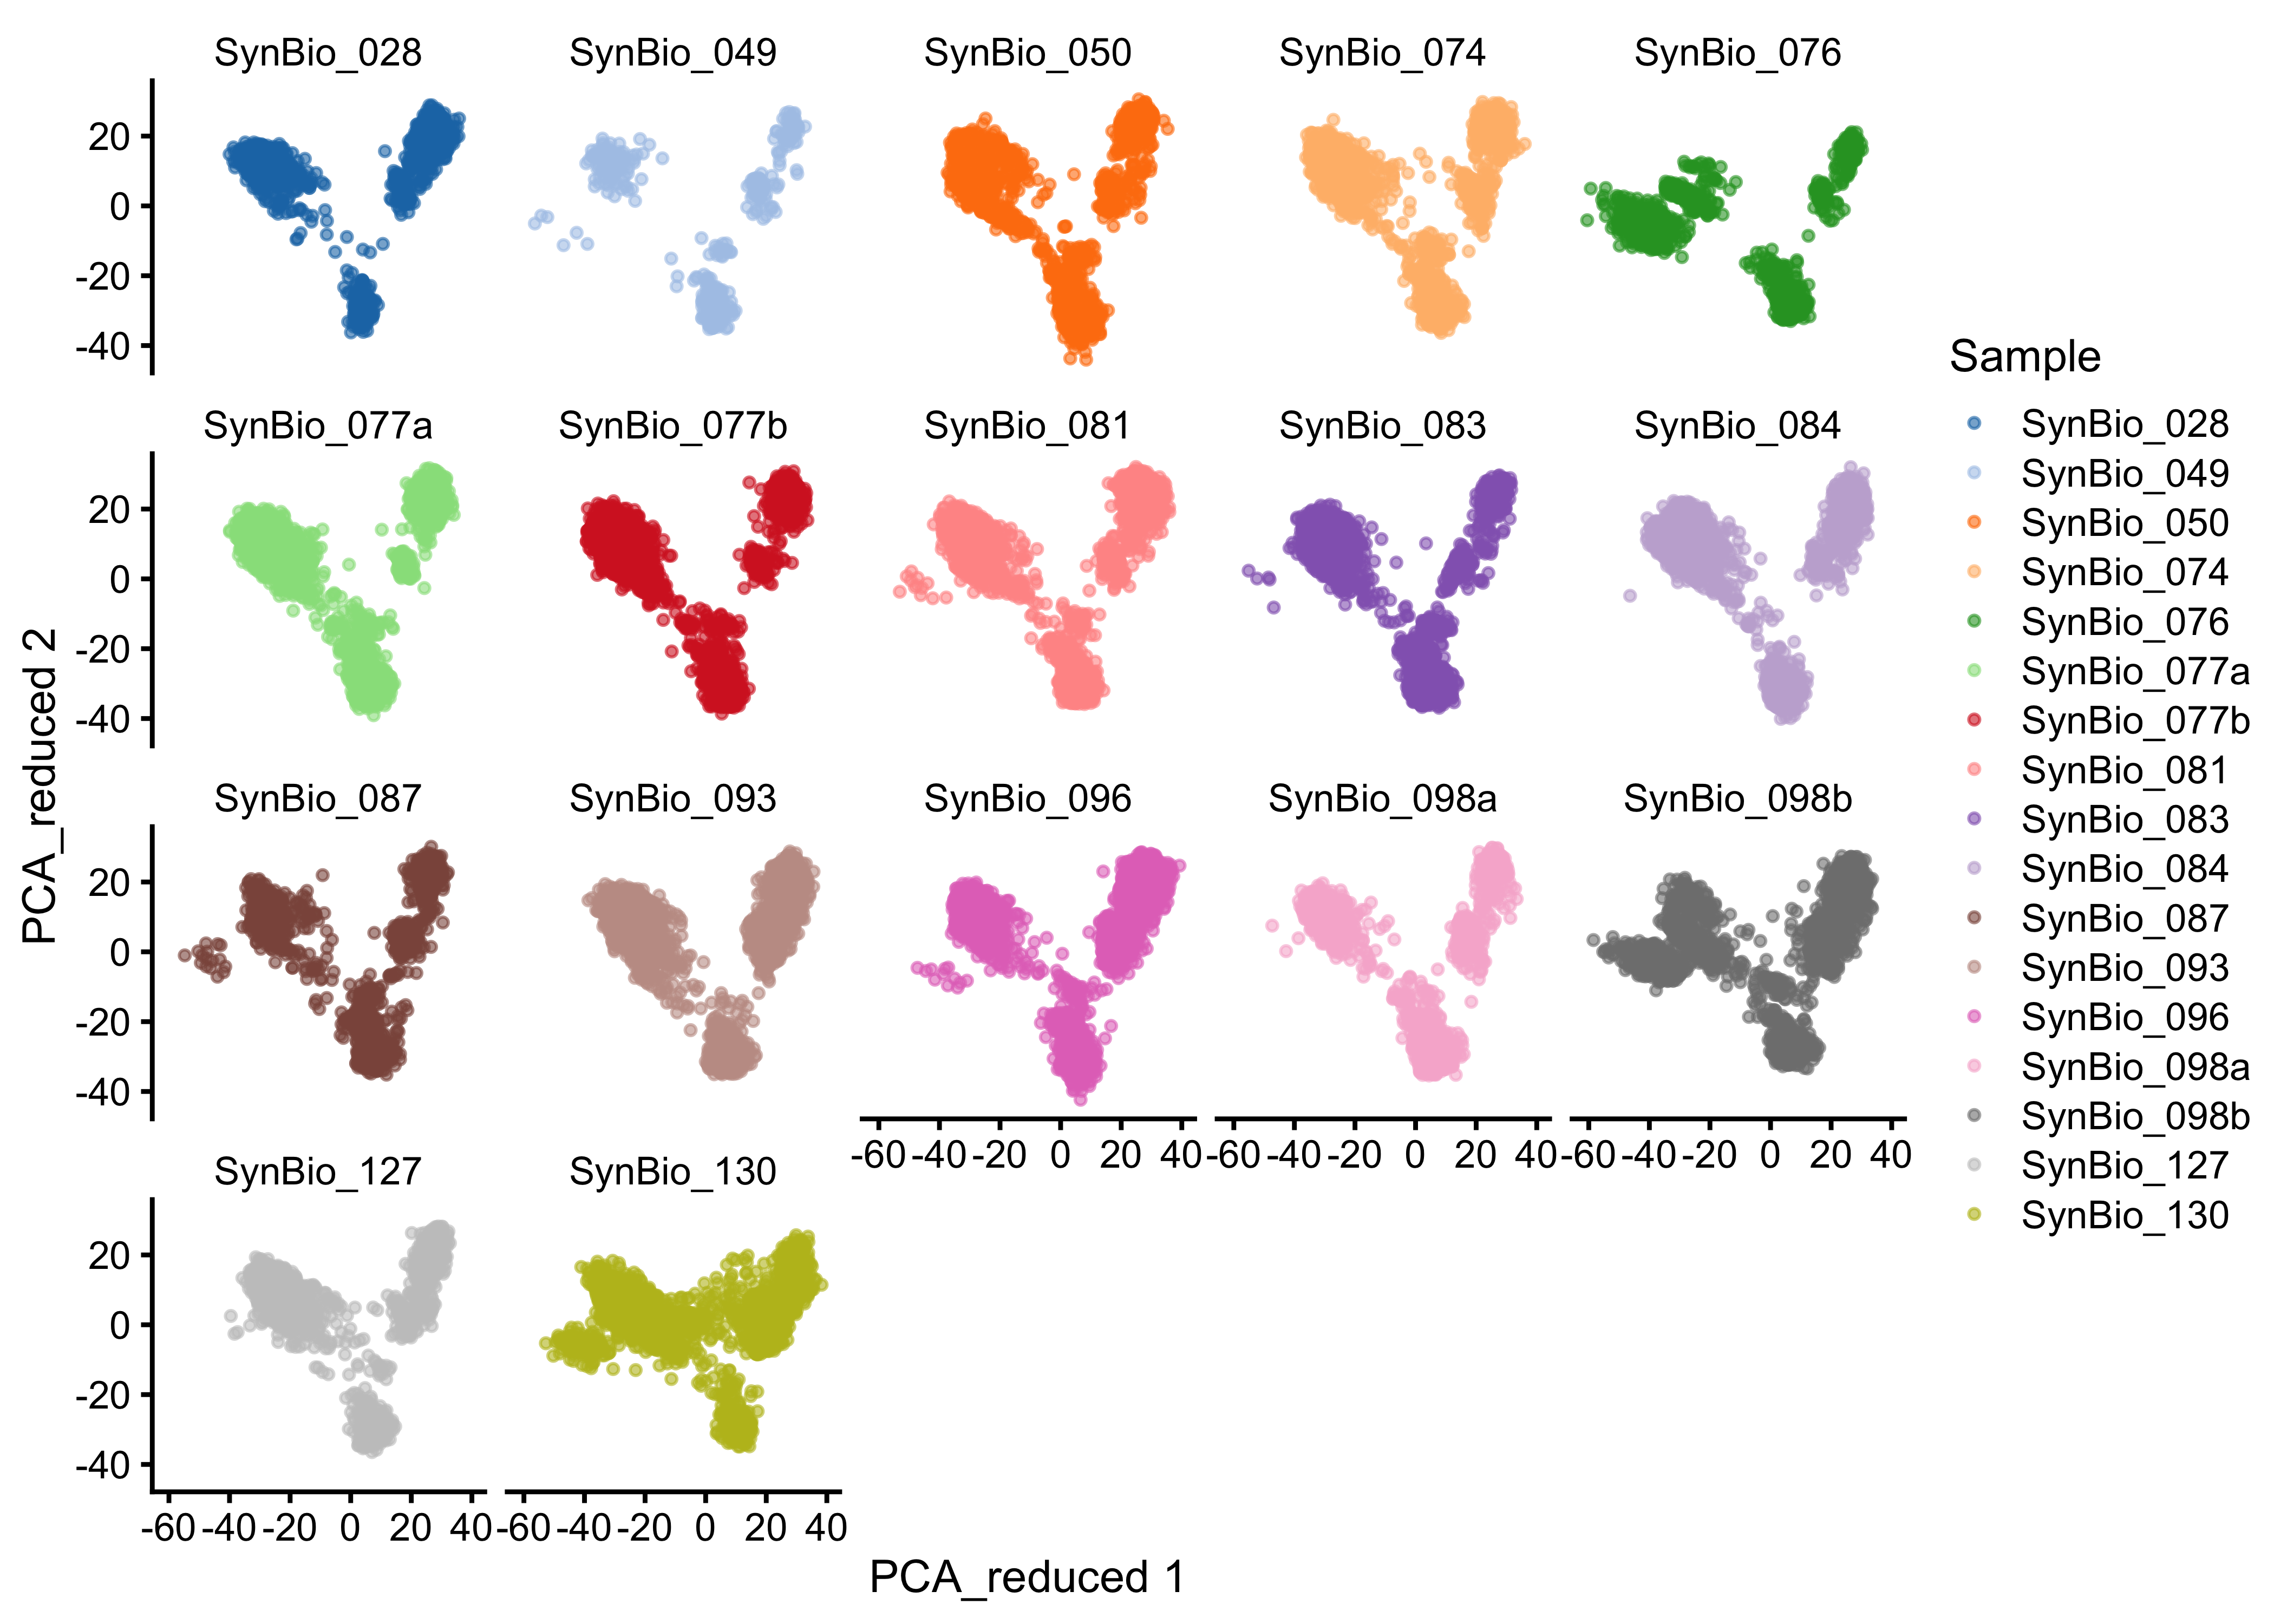 SynBio_028 SynBio_049 SynBio_050 SynBio_074 SynBio_076
20
0
-20
-40
SynBio_077a SynBio_077b SynBio_081 SynBio_083 SynBio_084
20
0
-20
-40
SynBio_087 SynBio_093 SynBio_096 SynBio_098a SynBio_098b
20
0
-20
-40
-60 -40 -20 0 20 40 -60 -40 -20 0 20 40 -60 -40 -20 0 20 40
SynBio_127 SynBio_130
20
0
-20
-40
-60 -40 -20 0 20 40 -60 -40 -20 0 20 40
PCA_reduced 1
PCA_reduced 2
Sample
SynBio_028
SynBio_049
SynBio_050
SynBio_074
SynBio_076
SynBio_077a
SynBio_077b
SynBio_081
SynBio_083
SynBio_084
SynBio_087
SynBio_093
SynBio_096
SynBio_098a
SynBio_098b
SynBio_127
SynBio_130